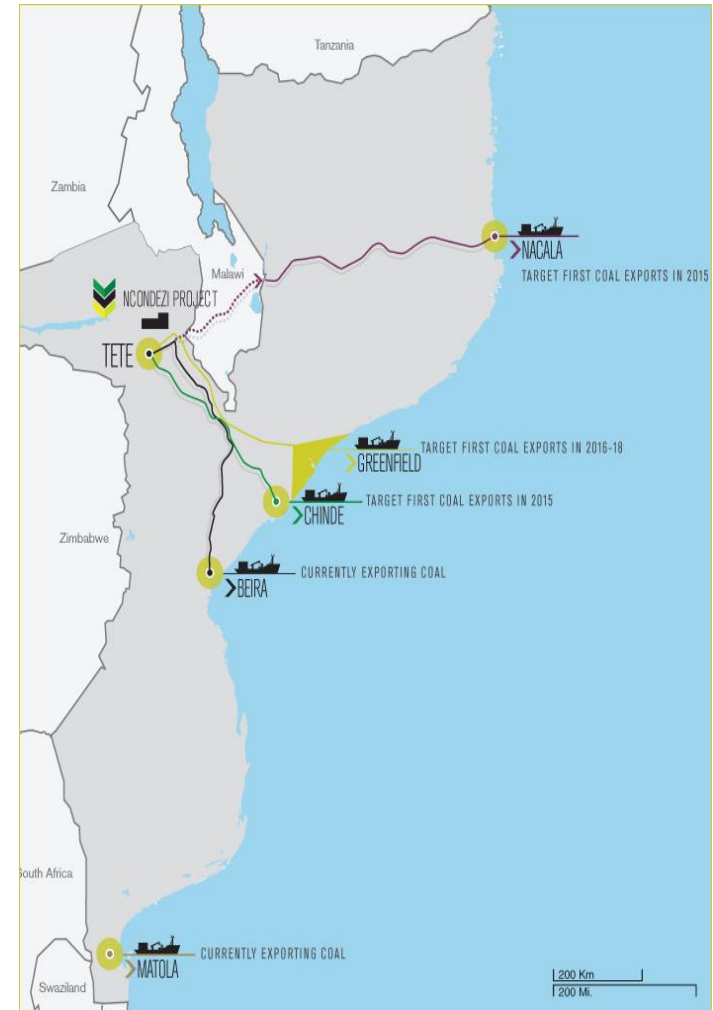 Tanzania
Zambia
Malawi
NACALA
TARGET FIRST COAL EXPORTS IN 2015
NCONDEZI PROJECT
TETE
TARGET FIRST COAL EXPORTS IN 2016-18
GREENFIELD
TARGET FIRST COAL EXPORTS IN 2015
CHINDE
Zimbabwe
CURRENTLY EXPORTING COAL
BEIRA
South Africa
CURRENTLY EXPORTING COAL
MATOLA
Swaziland
200 Km
200 Mi.